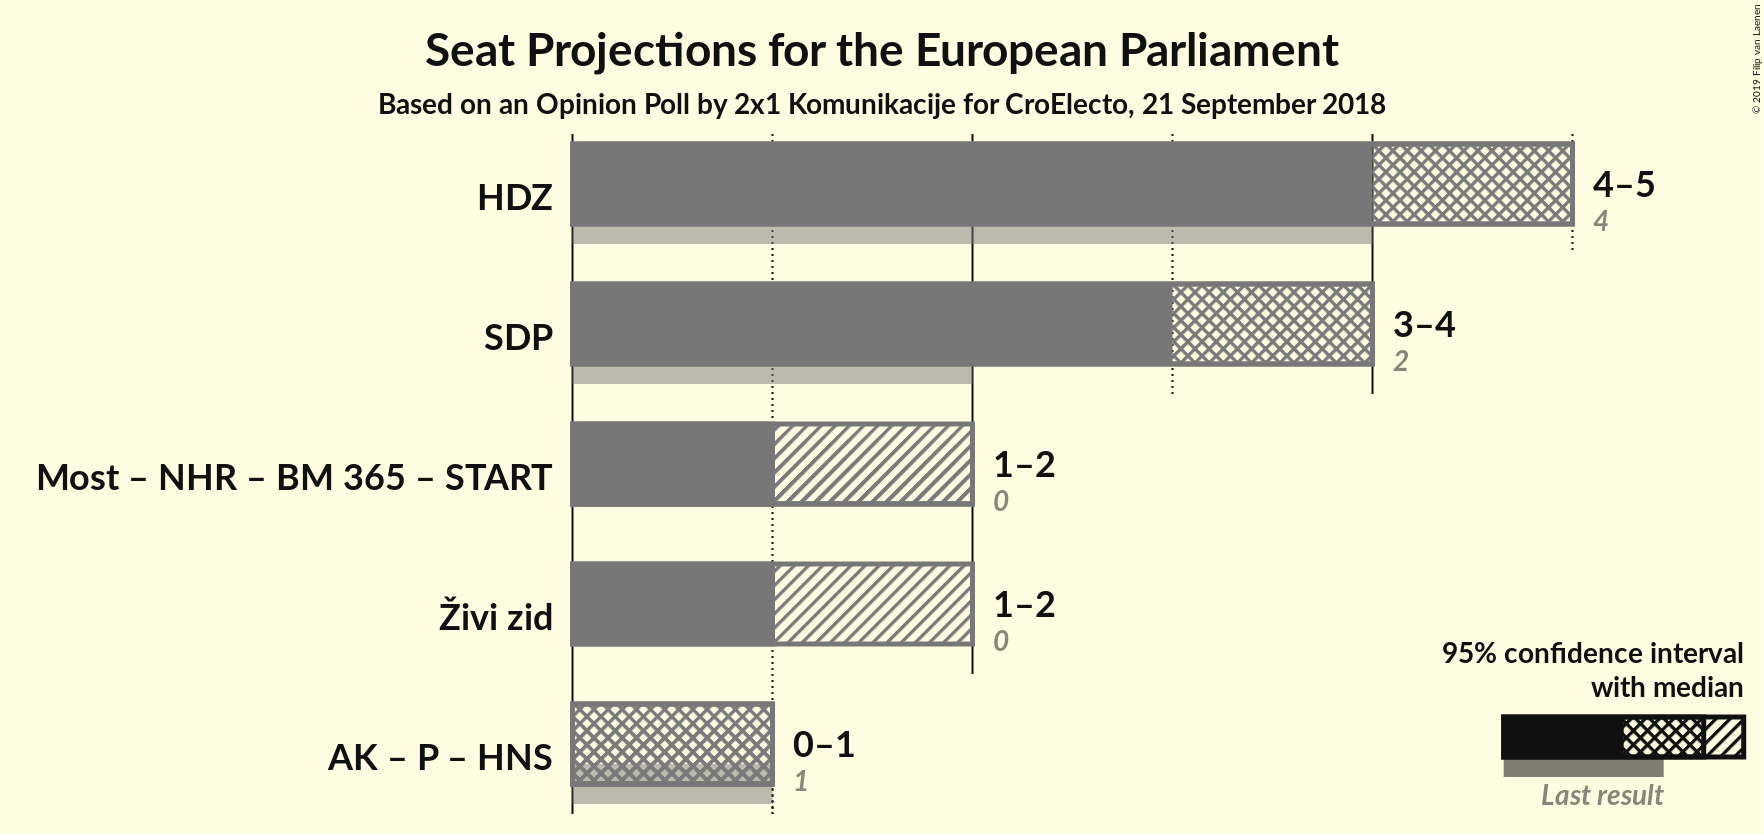 Seat Projections for the European Parliament
Based on an Opinion Poll by 2x1 Komunikacije for CroElecto, 21 September 2018
© 2019 Filip van Laenen
HDZ
4–5
4
SDP
3–4
2
Most – NHR – BM 365 – START
1–2
0
Živi zid
1–2
0
AK – P – HNS
0–1
1
95% confidence interval
with median
Last result